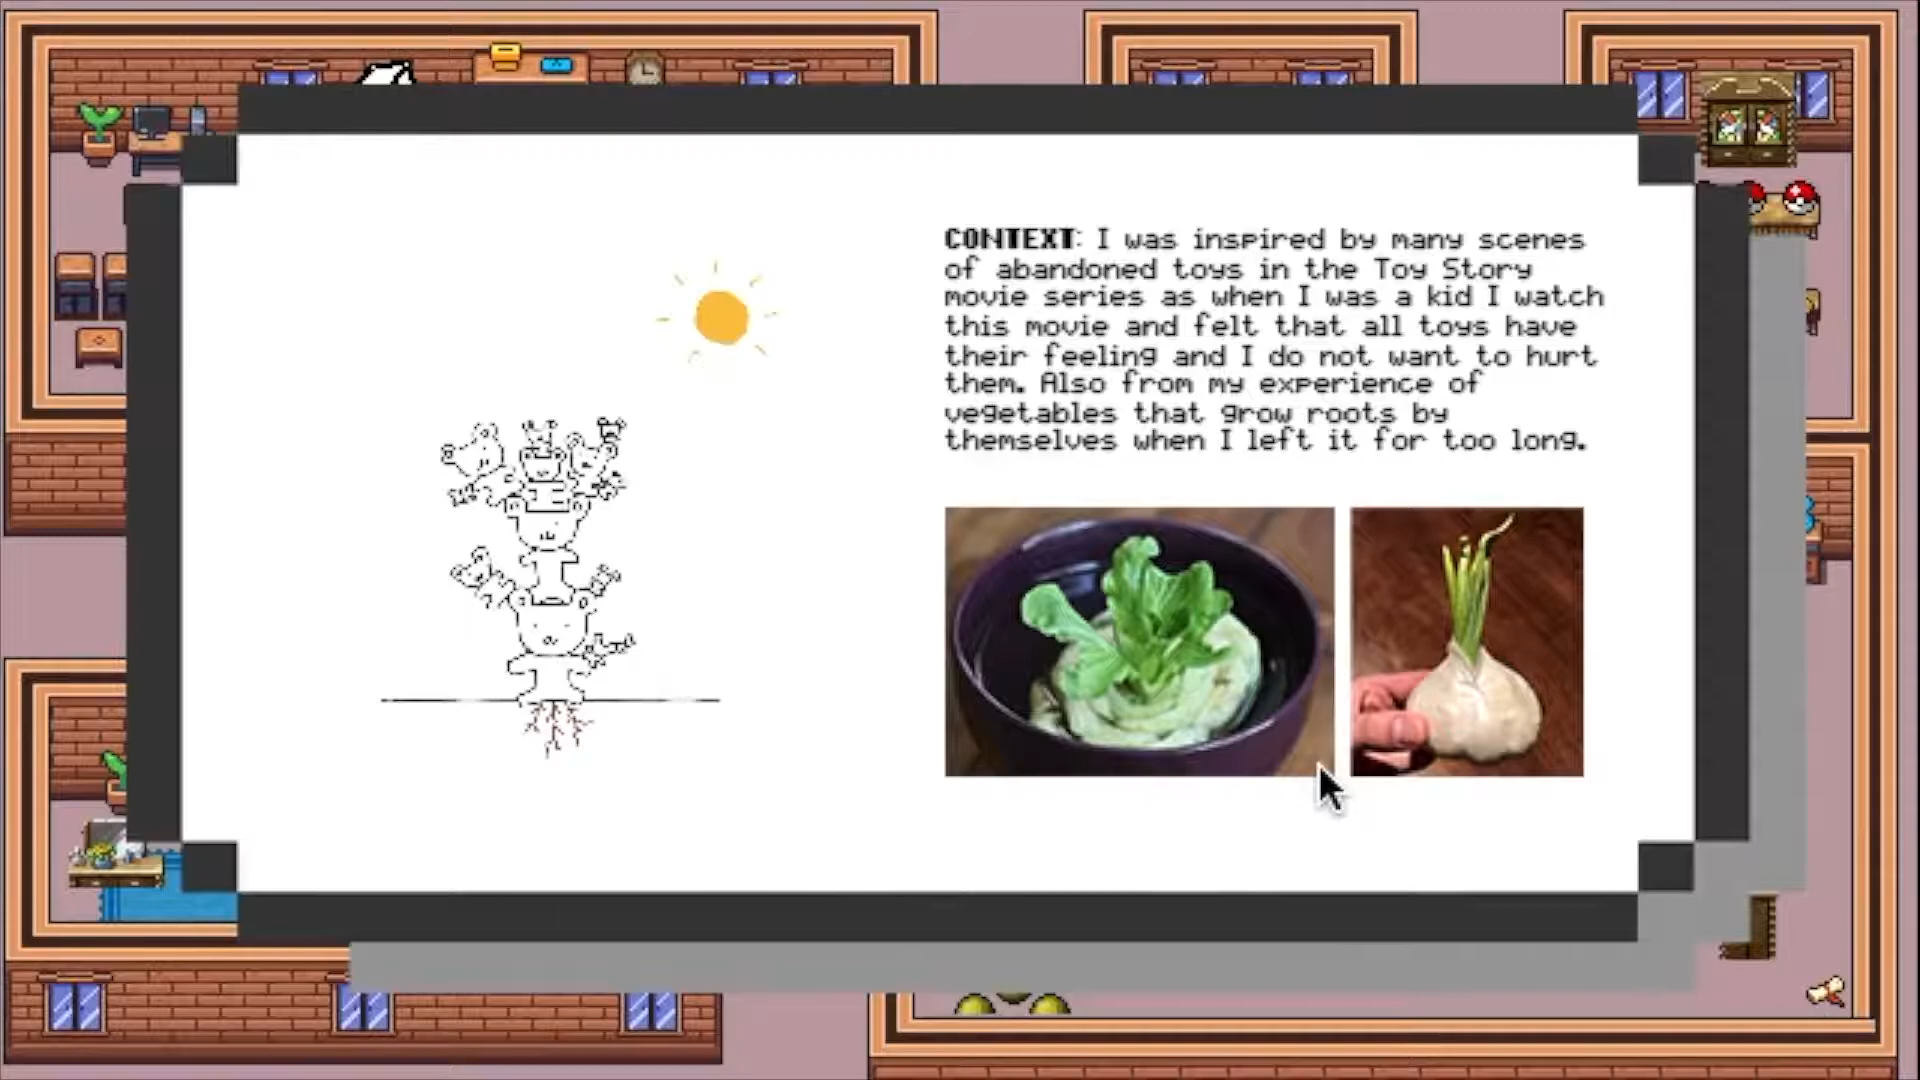 CONTEXT: I was inspired by many scenes
of abandoned toys in the Toy Story
movie series as when I was a kid I watch
this movie and felt that all toys have
their feeling and I do not want to hurt
them. Also from my experience of
vegetables that grow roots by
themselves when I left it for too long.